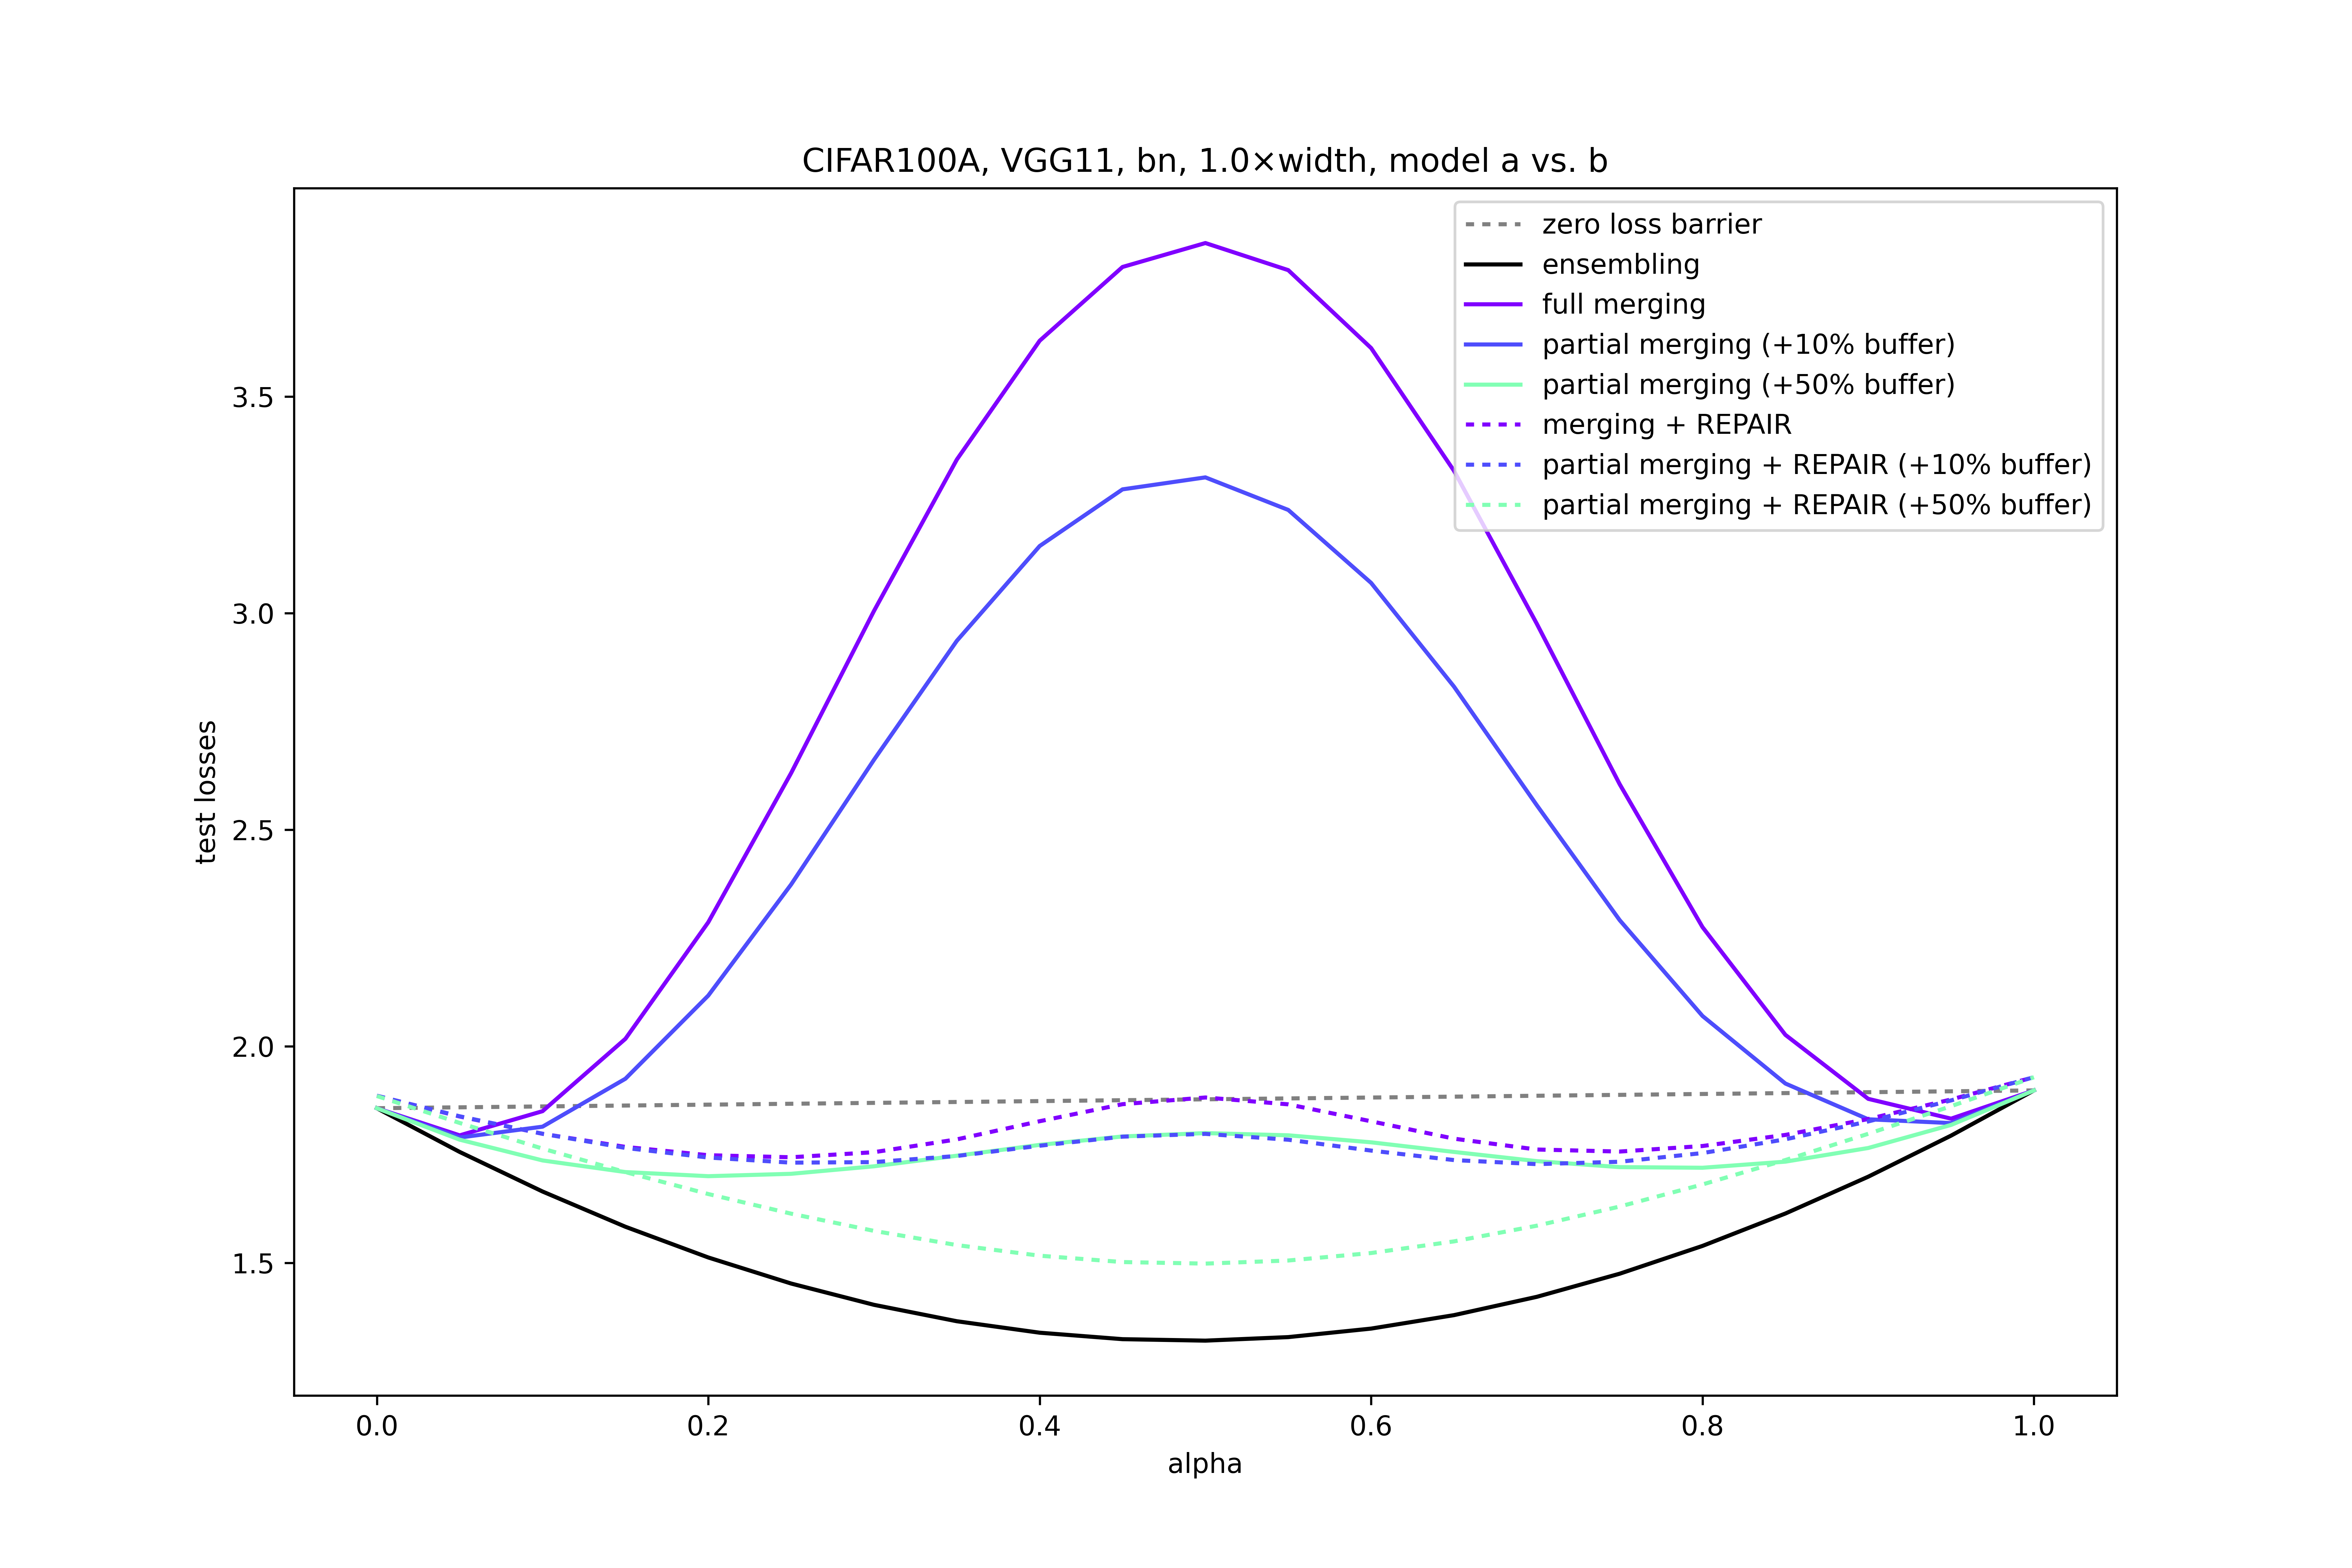 CIFAR100A, VGG11, bn, 1.0×width, model a vs. b
zero loss barrier
ensembling
full merging
partial merging (+10% buffer)
partial merging (+50% buffer)
merging + REPAIR
partial merging + REPAIR (+10% buffer)
partial merging + REPAIR (+50% buffer)
test losses
3.5
3.0
2.5
2.0
1.5
0.0 0.2 0.4 0.6 0.8 1.0
alpha